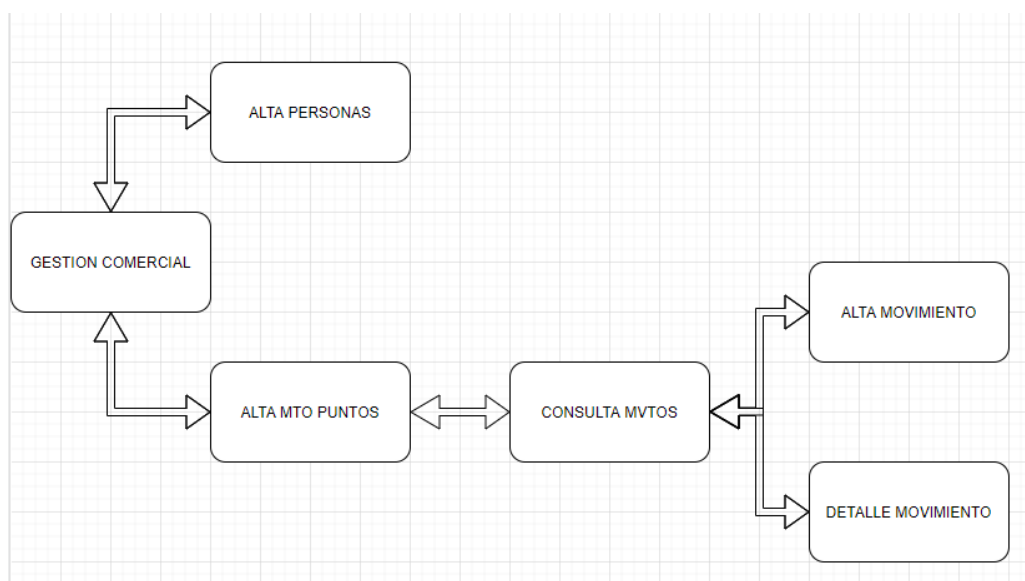 ALTA PERSONAS
GESTION COMERCIAL
ALTA MOVIMIENTO
ALTA MTO PUNTOS
CONSULTA MVTOS
DETALLE MOVIMIENTO